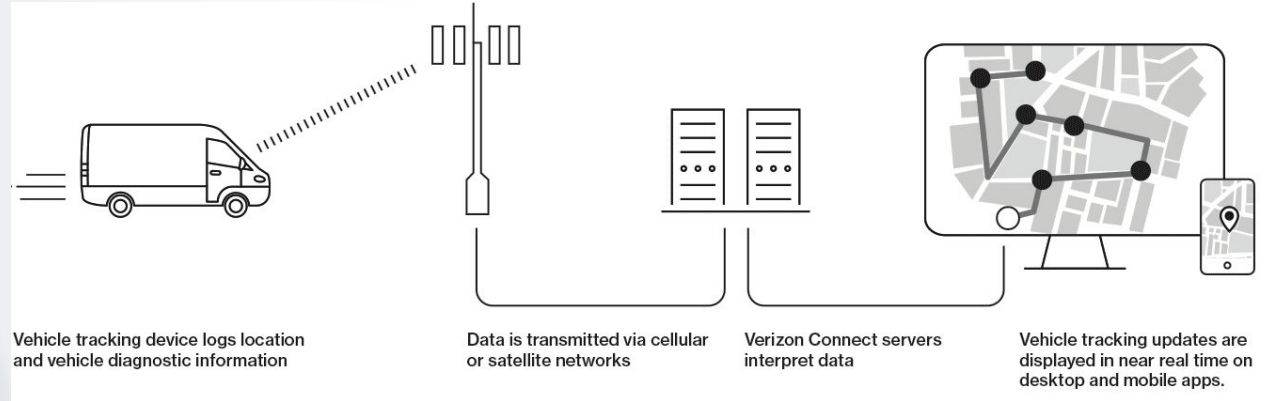 Vehicle tracking device logs location
and vehicle diagnostic information
Data is transmitted via cellular
or satellite networks
Verizon Connect servers
interpret data
Vehicle tracking updates are
displayed in near real time on
desktop and mobile apps.